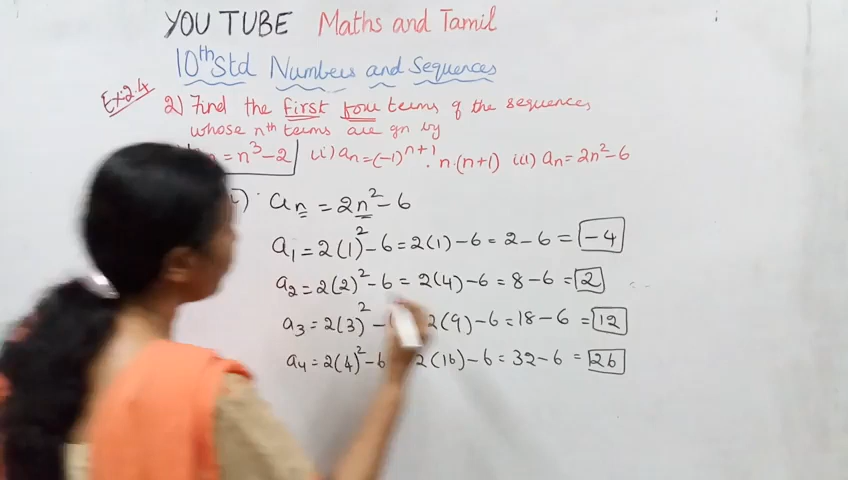 YOU TUBE Maths and Tamil
10th Std Numbers and Sequences
Ex:2.4
2) Find the first four terms of the sequences
whose nth terms are gn by
= n³ - 2 ii) aₙ = (-1)ⁿ⁺¹ . n.(n+1) iii) aₙ = 2n² - 6
aₙ = 2n² - 6
a₁ = 2(1)² - 6 = 2(1) - 6 = 2 - 6 = -4
a₂ = 2(2)² - 6 = 2(4) - 6 = 8 - 6 = 2
a₃ = 2(3)² - 2(9) - 6 = 18 - 6 = 12
a₄ = 2(4)² - 6 2(16) - 6 = 32 - 6 = 26